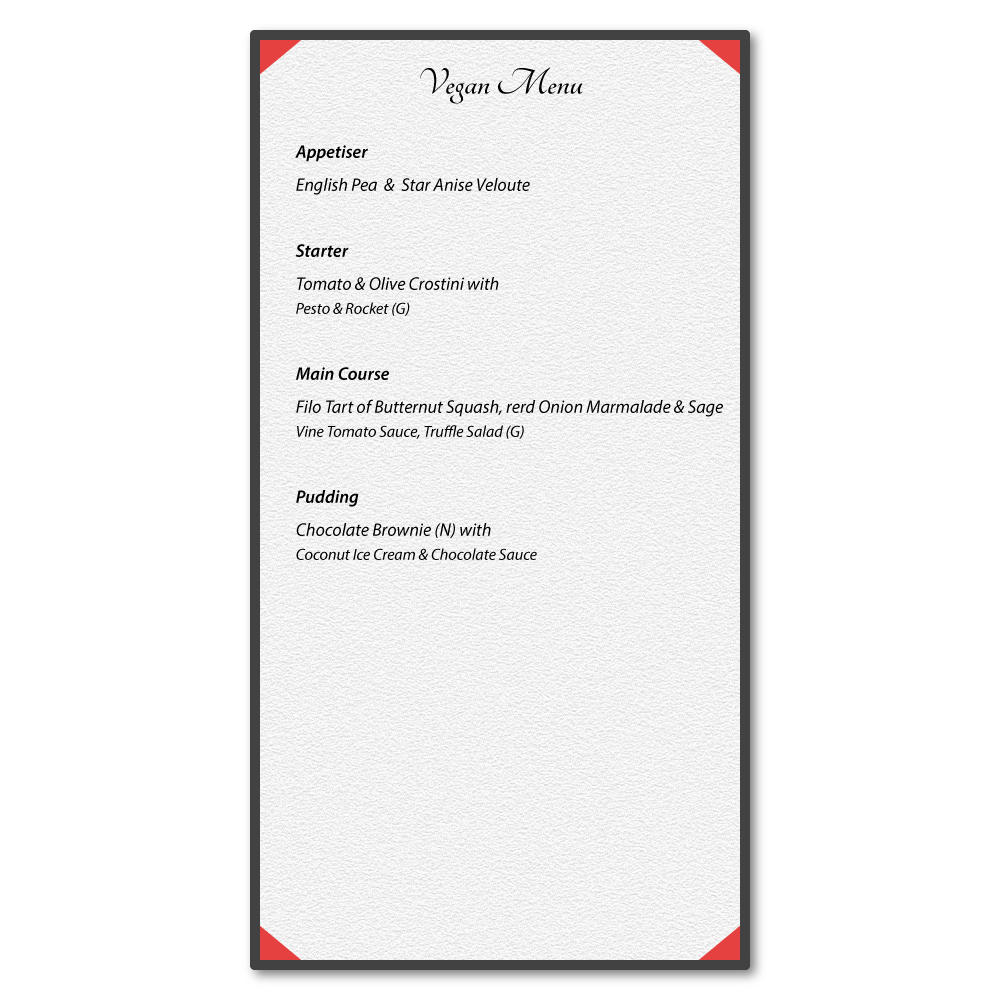 Vegan Menu
Appetiser
English Pea & Star Anise Veloute
Starter
Tomato & Olive Crostini with
Pesto & Rocket (G)
Main Course
Filo Tart of Butternut Squash, rerd Onion Marmalade & Sage
Vine Tomato Sauce, Truffle Salad (G)
Pudding
Chocolate Brownie (N) with
Coconut Ice Cream & Chocolate Sauce